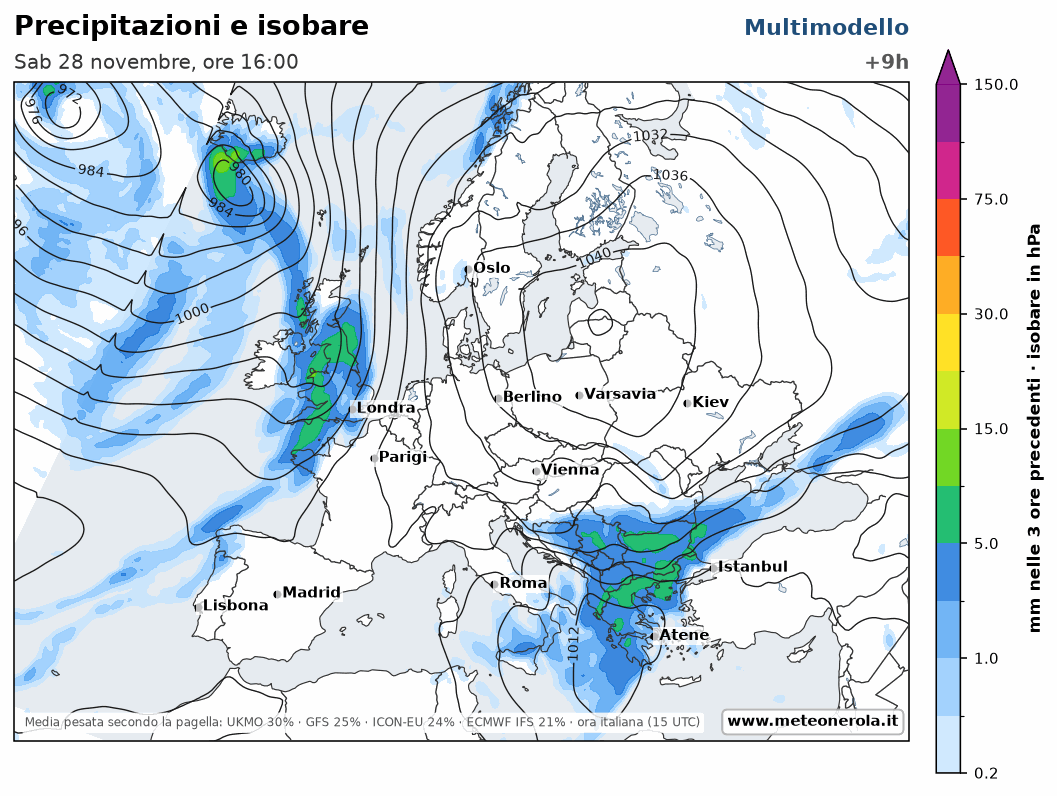 Precipitazioni e isobare
Multimodello
Sab 28 novembre, ore 16:00
+9h
972
976
984
980
984
96
1000
1032
1036
1040
1012
Oslo
Londra
Berlino
Varsavia
Kiev
Parigi
Vienna
Istanbul
Roma
Madrid
Lisbona
Atene
Media pesata secondo la pagella: UKMO 30% · GFS 25% · ICON-EU 24% · ECMWF IFS 21% · ora italiana (15 UTC)
www.meteonerola.it
150.0
75.0
30.0
15.0
5.0
1.0
0.2
mm nelle 3 ore precedenti · isobare in hPa